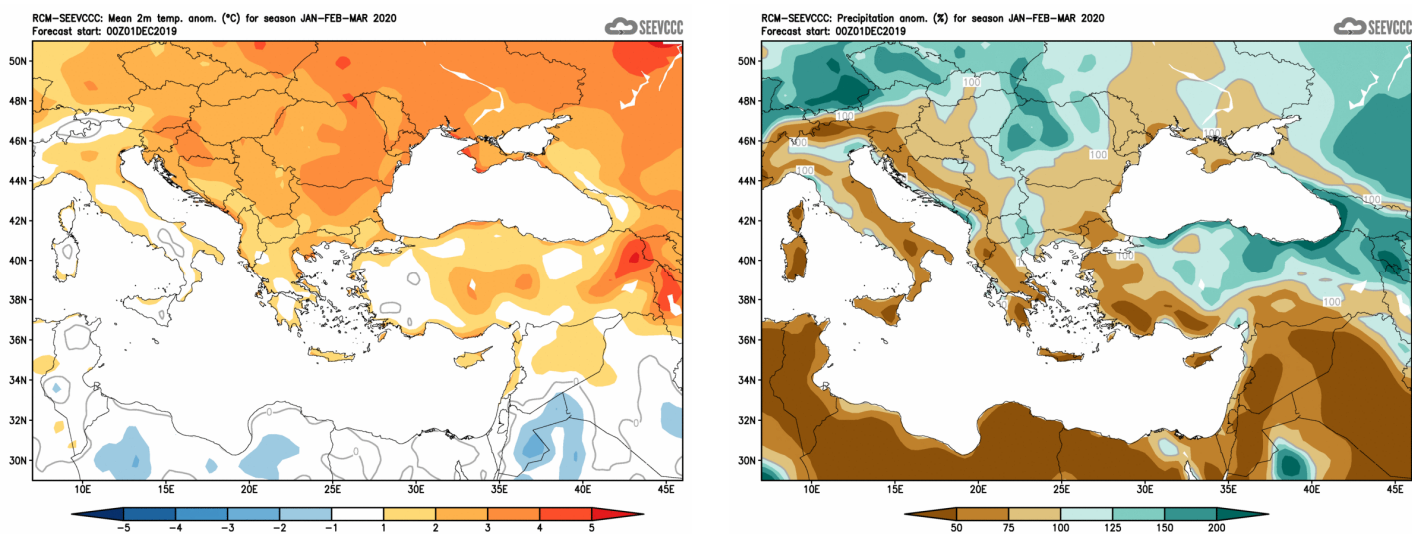 RCM-SEEVCCC: Mean 2m temp. anom. (°C) for season JAN-FEB-MAR 2020
Forecast start: 00Z01DEC2019
SEEVCCC
50N
48N
46N
44N
42N
40N
38N
36N
34N
32N
30N
0
0
10E 15E 20E 25E 30E 35E 40E 45E
-5 -4 -3 -2 -1 1 2 3 4 5
RCM-SEEVCCC: Precipitation anom. (%) for season JAN-FEB-MAR 2020
Forecast start: 00Z01DEC2019
SEEVCCC
50N
100
48N
100
46N
100
100
100
44N
100
42N
100
40N
100
38N
100
36N
34N
32N
30N
10E 15E 20E 25E 30E 35E 40E 45E
50 75 100 125 150 200